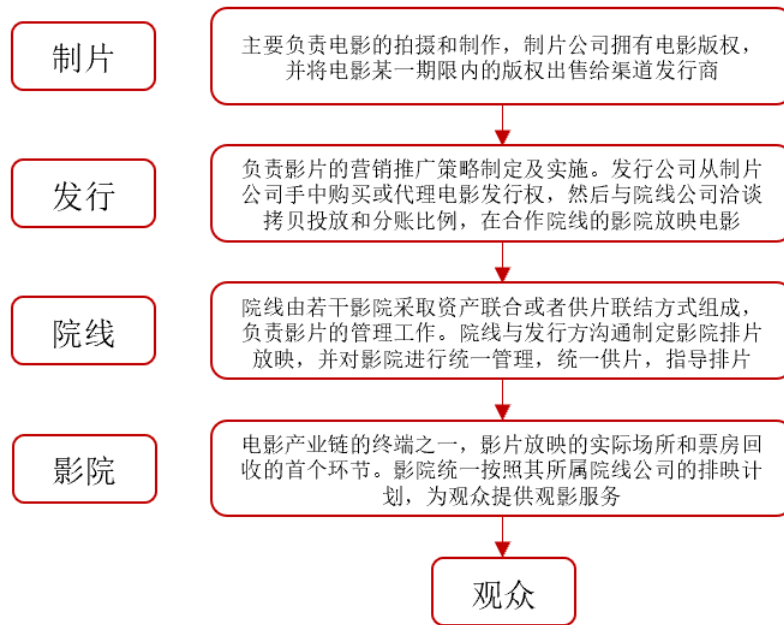 制片
主要负责电影的拍摄和制作，制片公司拥有电影版权，
并将电影某一期限内的版权出售给渠道发行商
发行
负责影片的营销推广策略制定及实施。发行公司从制片
公司手中购买或代理电影发行权，然后与院线公司洽谈
拷贝投放和分账比例，在合作院线的影院放映电影
院线
院线由若干影院采取资产联合或者供片联结方式组成，
负责影片的管理工作。院线与发行方沟通制定影院排片
放映，并对影院进行统一管理，统一供片，指导排片
影院
电影产业链的终端之一，影片放映的实际场所和票房回
收的首个环节。影院统一按照其所属院线公司的排映计
划，为观众提供观影服务
观众